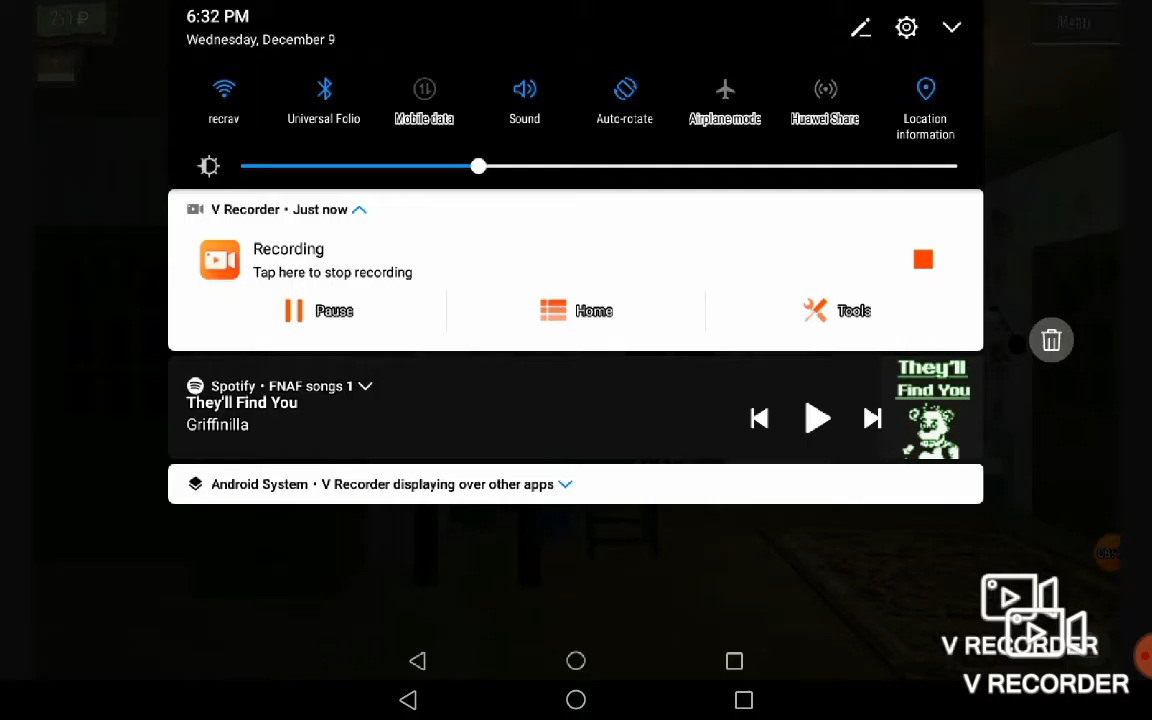 6:32 PM
Wednesday, December 9
257 ₽
Menu
recrav
Universal Folio
Mobile data
Sound
Auto-rotate
Airplane mode
Huawei Share
Location information
V Recorder • Just now
Recording
Tap here to stop recording
Pause
Home
Tools
Spotify • FNAF songs 1
They'll Find You
Griffinilla
They'll
Find You
Android System • V Recorder displaying over other apps
V RECORDER
V RECORDER